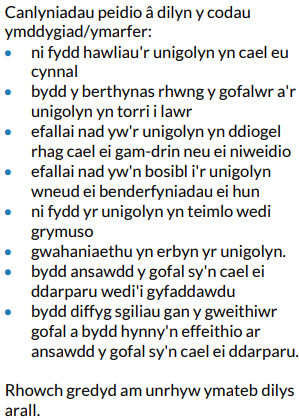 Canlyniadau peidio â dilyn y codau
ymddygiad/ymarfer:
• ni fydd hawliau'r unigolyn yn cael eu
cynnal
• bydd y berthynas rhwng y gofalwr a'r
unigolyn yn torri i lawr
• efallai nad yw'r unigolyn yn ddiogel
rhag cael ei gam-drin neu ei niweidio
• efallai nad yw'n bosibl i'r unigolyn
wneud ei benderfyniadau ei hun
• ni fydd yr unigolyn yn teimlo wedi
grymuso
• gwahaniaethu yn erbyn yr unigolyn.
• bydd ansawdd y gofal sy'n cael ei
ddarparu wedi'i gyfaddawdu
• bydd diffyg sgiliau gan y gweithiwr
gofal a bydd hynny'n effeithio ar
ansawdd y gofal sy'n cael ei ddarparu.
Rhowch gredyd am unrhyw ymateb dilys
arall.